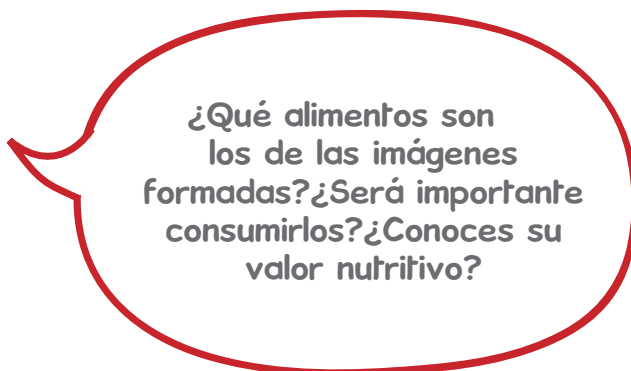 ¿Qué alimentos son
los de las imágenes
formadas?¿Será importante
consumirlos?¿Conoces su
valor nutritivo?